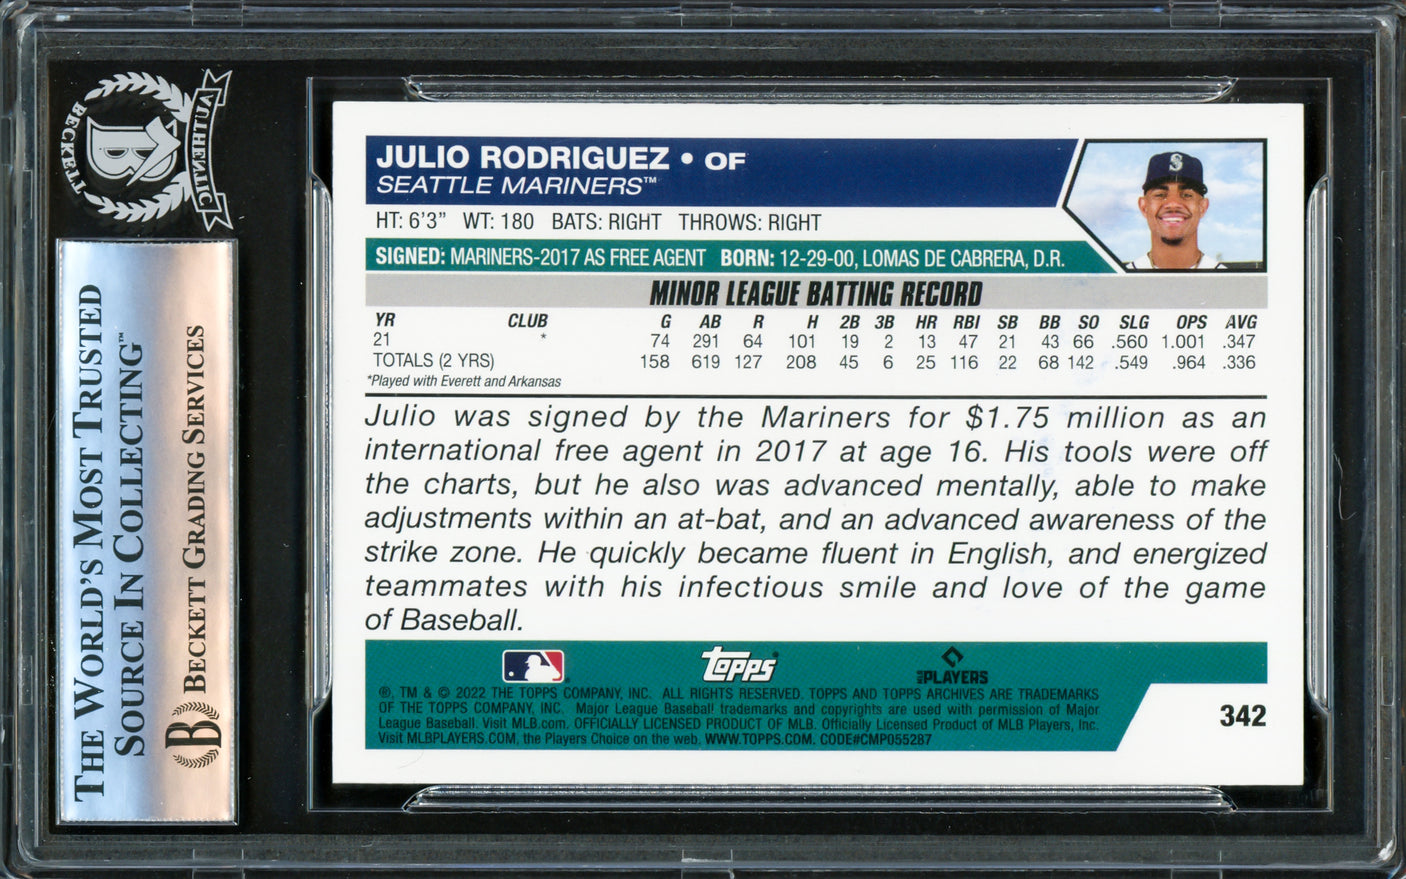 BECKETT
AUTHENTIC
B
THE WORLD'S MOST TRUSTED
SOURCE IN COLLECTING™
B BECKETT GRADING SERVICES
JULIO RODRIGUEZ • OF
SEATTLE MARINERS™
S
HT: 6'3" WT: 180 BATS: RIGHT THROWS: RIGHT
SIGNED: MARINERS-2017 AS FREE AGENT BORN: 12-29-00, LOMAS DE CABRERA, D.R.
MINOR LEAGUE BATTING RECORD
YR CLUB G AB R H 2B 3B HR RBI SB BB SO SLG OPS AVG
21 * 74 291 64 101 19 2 13 47 21 43 66 .560 1.001 .347
TOTALS (2 YRS) 158 619 127 208 45 6 25 116 22 68 142 .549 .964 .336
*Played with Everett and Arkansas
Julio was signed by the Mariners for $1.75 million as an
international free agent in 2017 at age 16. His tools were off
the charts, but he also was advanced mentally, able to make
adjustments within an at-bat, and an advanced awareness of the
strike zone. He quickly became fluent in English, and energized
teammates with his infectious smile and love of the game
of Baseball.
Topps®
MLB PLAYERS
®, TM & © 2022 THE TOPPS COMPANY, INC. ALL RIGHTS RESERVED. TOPPS AND TOPPS ARCHIVES ARE TRADEMARKS
OF THE TOPPS COMPANY, INC. Major League Baseball trademarks and copyrights are used with permission of Major
League Baseball. Visit MLB.com. OFFICIALLY LICENSED PRODUCT OF MLB. Officially Licensed Product of MLB Players, Inc.
Visit MLBPLAYERS.COM, the Players Choice on the web. WWW.TOPPS.COM. CODE#CMP055287
342